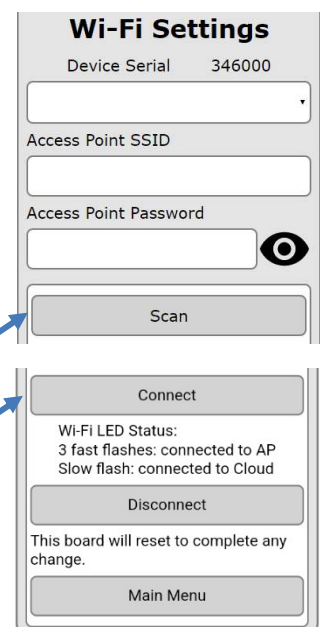 Wi-Fi Settings
Device Serial 346000
Access Point SSID
Access Point Password
Scan
Connect
Wi-Fi LED Status:
3 fast flashes: connected to AP
Slow flash: connected to Cloud
Disconnect
This board will reset to complete any
change.
Main Menu